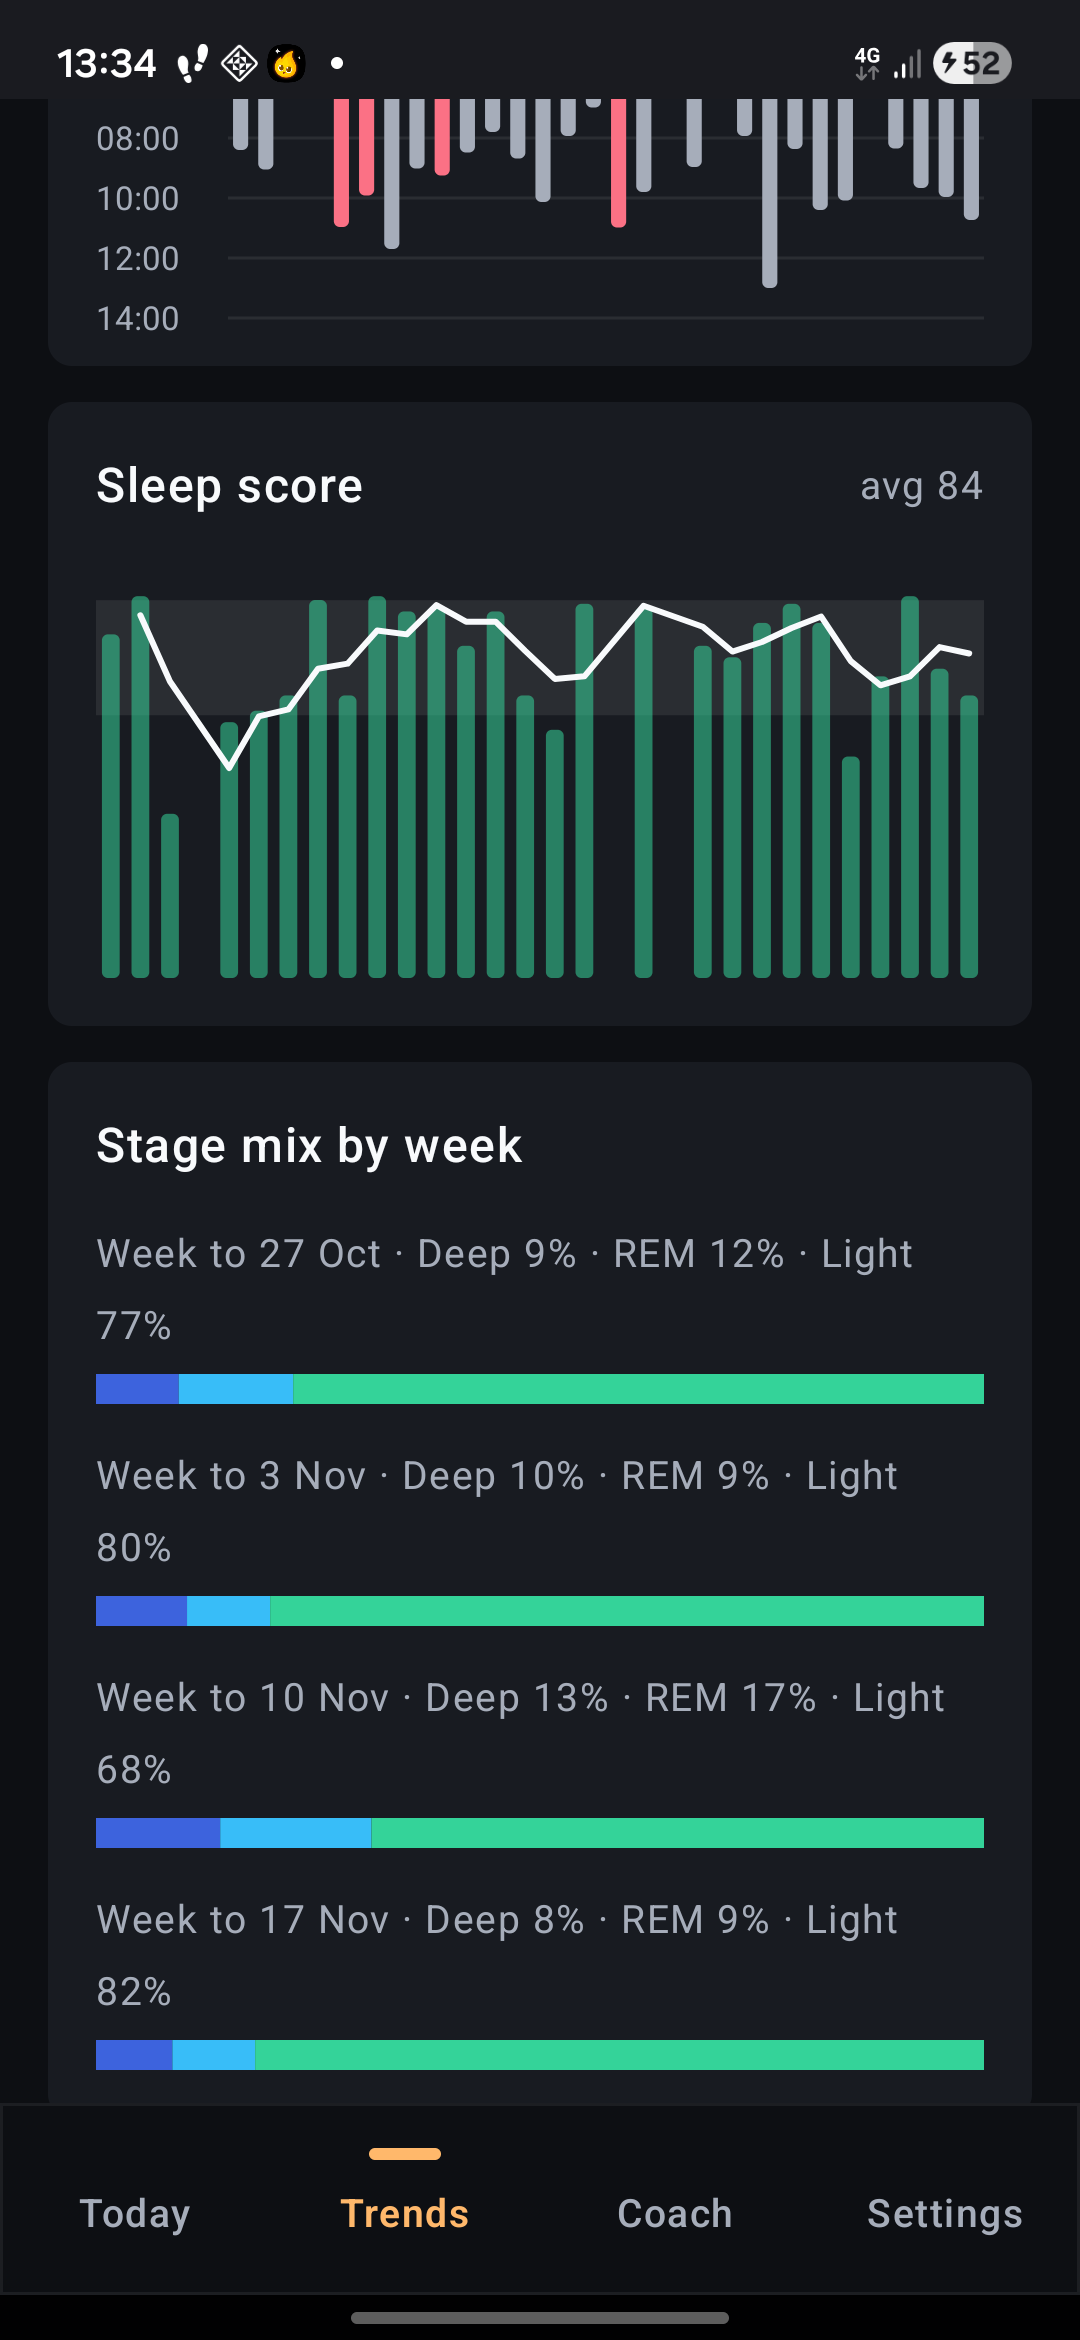 13:34 4G 52
08:00
10:00
12:00
14:00
Sleep score avg 84
Stage mix by week
Week to 27 Oct · Deep 9% · REM 12% · Light
77%
Week to 3 Nov · Deep 10% · REM 9% · Light
80%
Week to 10 Nov · Deep 13% · REM 17% · Light
68%
Week to 17 Nov · Deep 8% · REM 9% · Light
82%
Today Trends Coach Settings